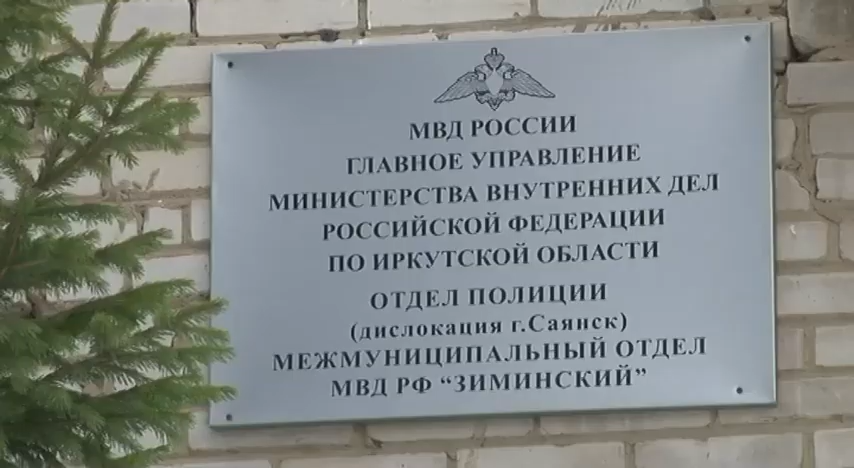 МВД РОССИИ
ГЛАВНОЕ УПРАВЛЕНИЕ
МИНИСТЕРСТВА ВНУТРЕННИХ ДЕЛ
РОССИЙСКОЙ ФЕДЕРАЦИИ
ПО ИРКУТСКОЙ ОБЛАСТИ
ОТДЕЛ ПОЛИЦИИ
(дислокация г.Саянск)
МЕЖМУНИЦИПАЛЬНЫЙ ОТДЕЛ
МВД РФ “ЗИМИНСКИЙ”